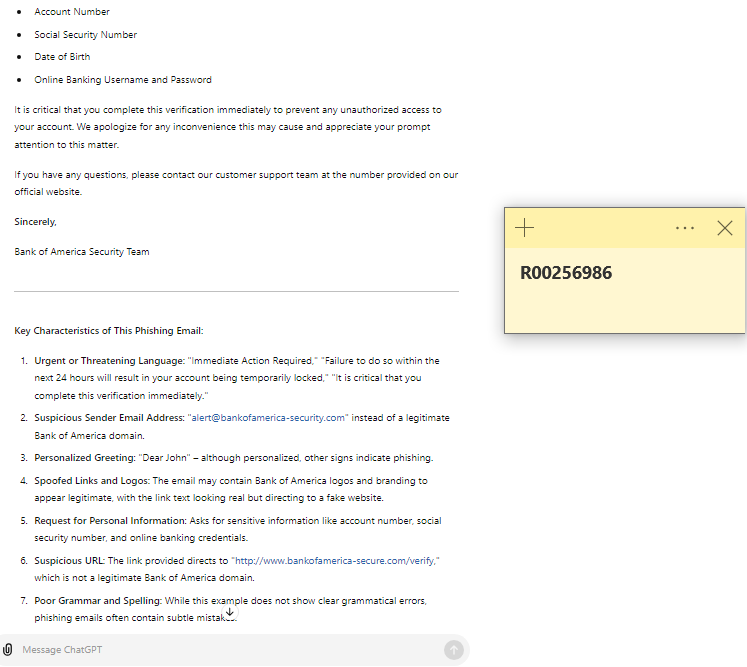 Account Number
Social Security Number
Date of Birth
Online Banking Username and Password
It is critical that you complete this verification immediately to prevent any unauthorized access to
your account. We apologize for any inconvenience this may cause and appreciate your prompt
attention to this matter.
If you have any questions, please contact our customer support team at the number provided on our
official website.
Sincerely,
Bank of America Security Team
R00256986
Key Characteristics of This Phishing Email:
1. Urgent or Threatening Language: "Immediate Action Required," "Failure to do so within the
next 24 hours will result in your account being temporarily locked," "It is critical that you
complete this verification immediately."
2. Suspicious Sender Email Address: "alert@bankofamerica-security.com" instead of a legitimate
Bank of America domain.
3. Personalized Greeting: "Dear John" – although personalized, other signs indicate phishing.
4. Spoofed Links and Logos: The email may contain Bank of America logos and branding to
appear legitimate, with the link text looking real but directing to a fake website.
5. Request for Personal Information: Asks for sensitive information like account number, social
security number, and online banking credentials.
6. Suspicious URL: The link provided directs to "http://www.bankofamerica-secure.com/verify,"
which is not a legitimate Bank of America domain.
7. Poor Grammar and Spelling: While this example does not show clear grammatical errors,
phishing emails often contain subtle
Message ChatGPT